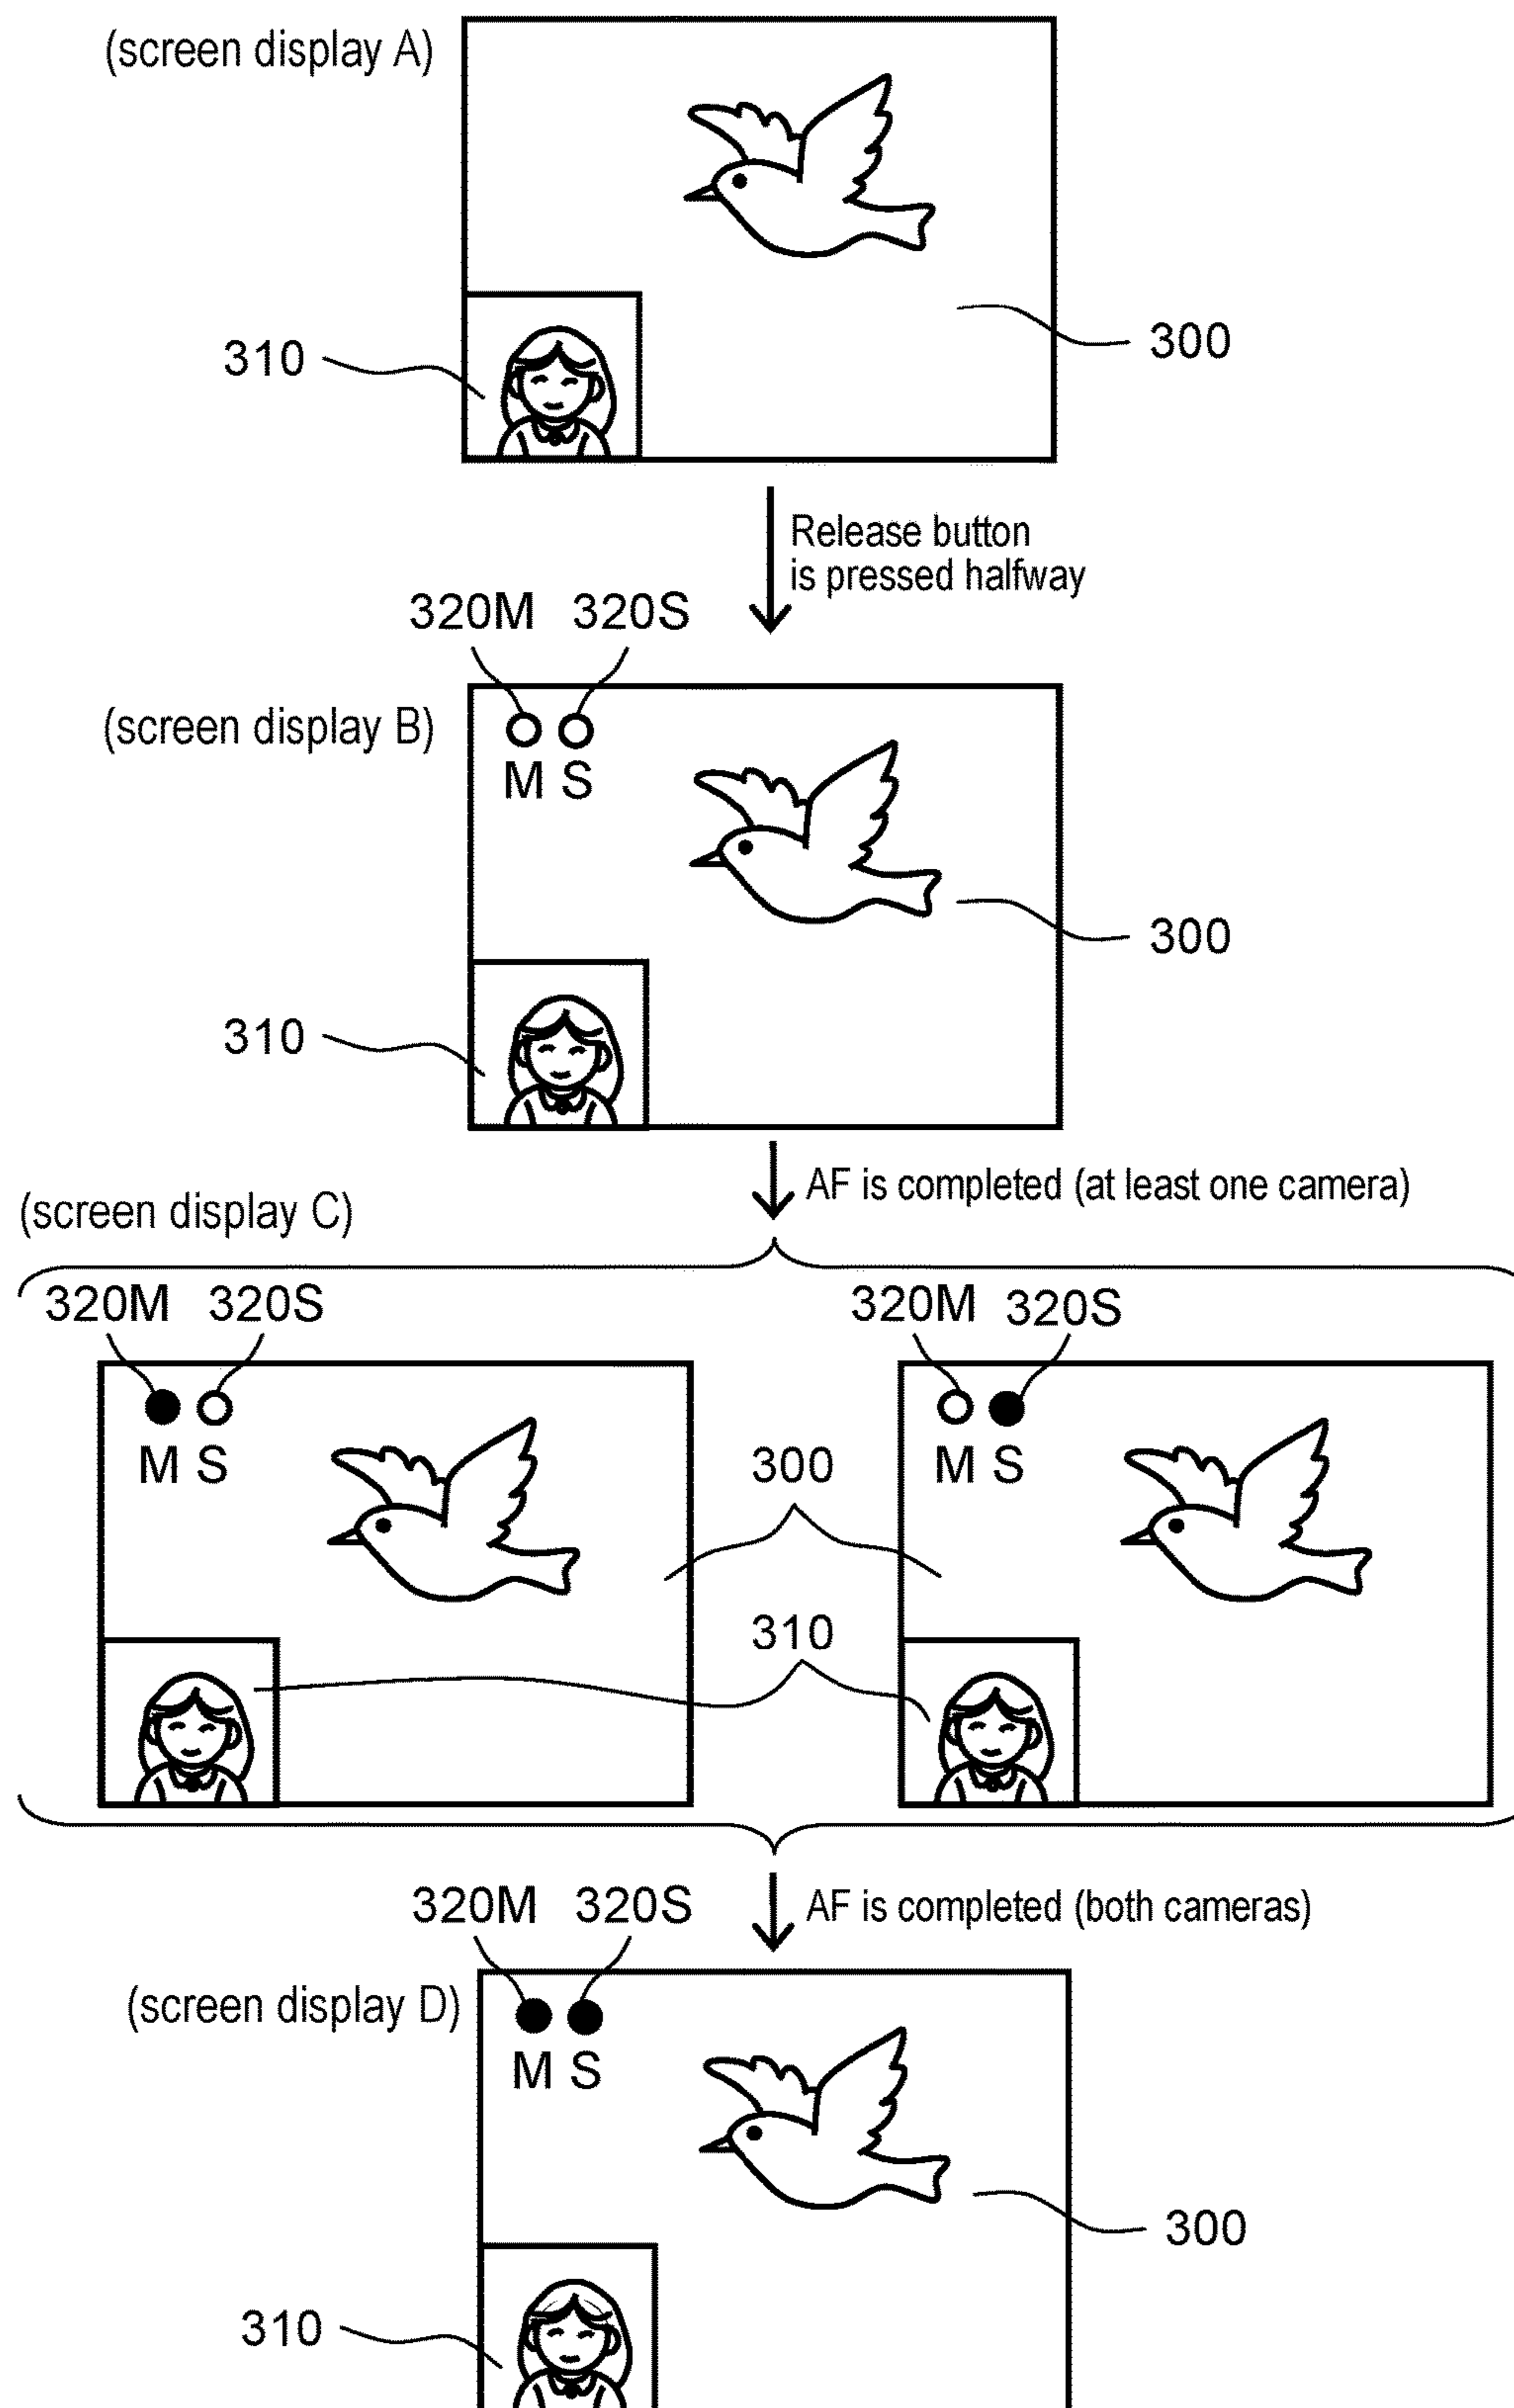 (screen display A)
310
300
Release button
is pressed halfway
320M 320S
(screen display B)
M S
300
310
AF is completed (at least one camera)
(screen display C)
320M 320S
320M 320S
M S
M S
300
310
AF is completed (both cameras)
320M 320S
(screen display D)
M S
300
310